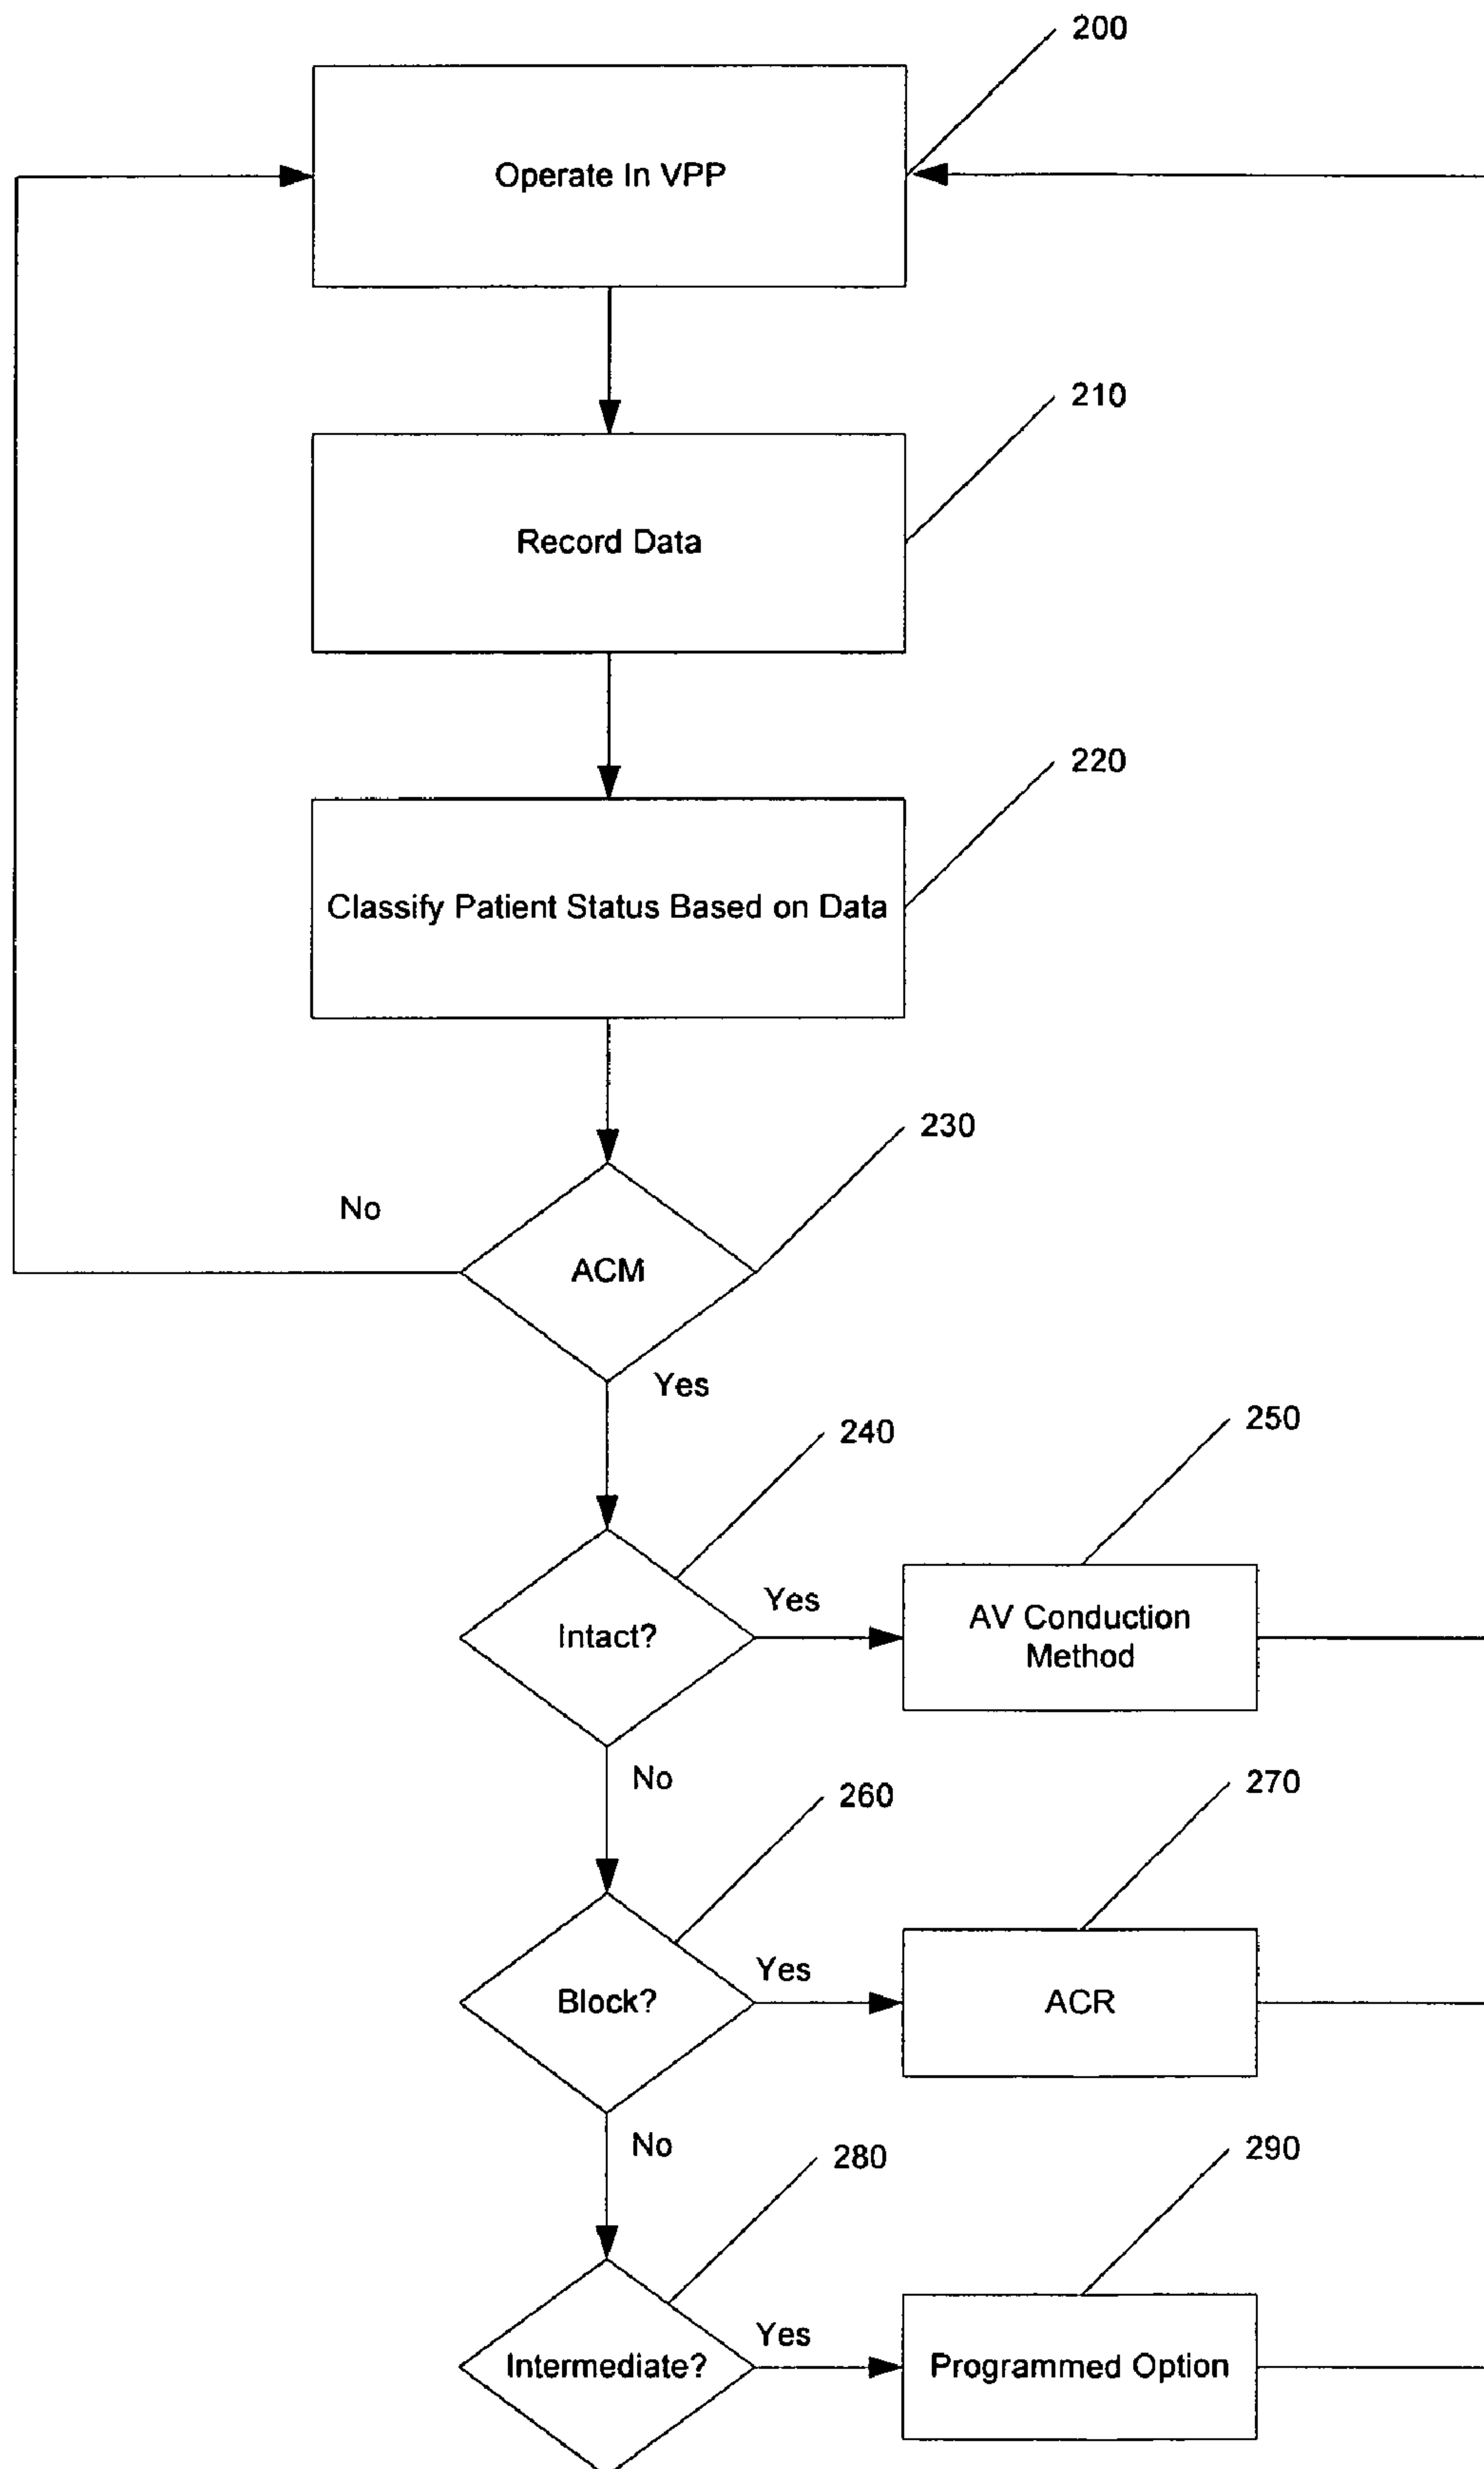 200
Operate In VPP
210
Record Data
220
Classify Patient Status Based on Data
230
No
ACM
Yes
240
250
Intact?
Yes
AV Conduction
Method
No
260
270
Block?
Yes
ACR
No
280
290
Intermediate?
Yes
Programmed Option